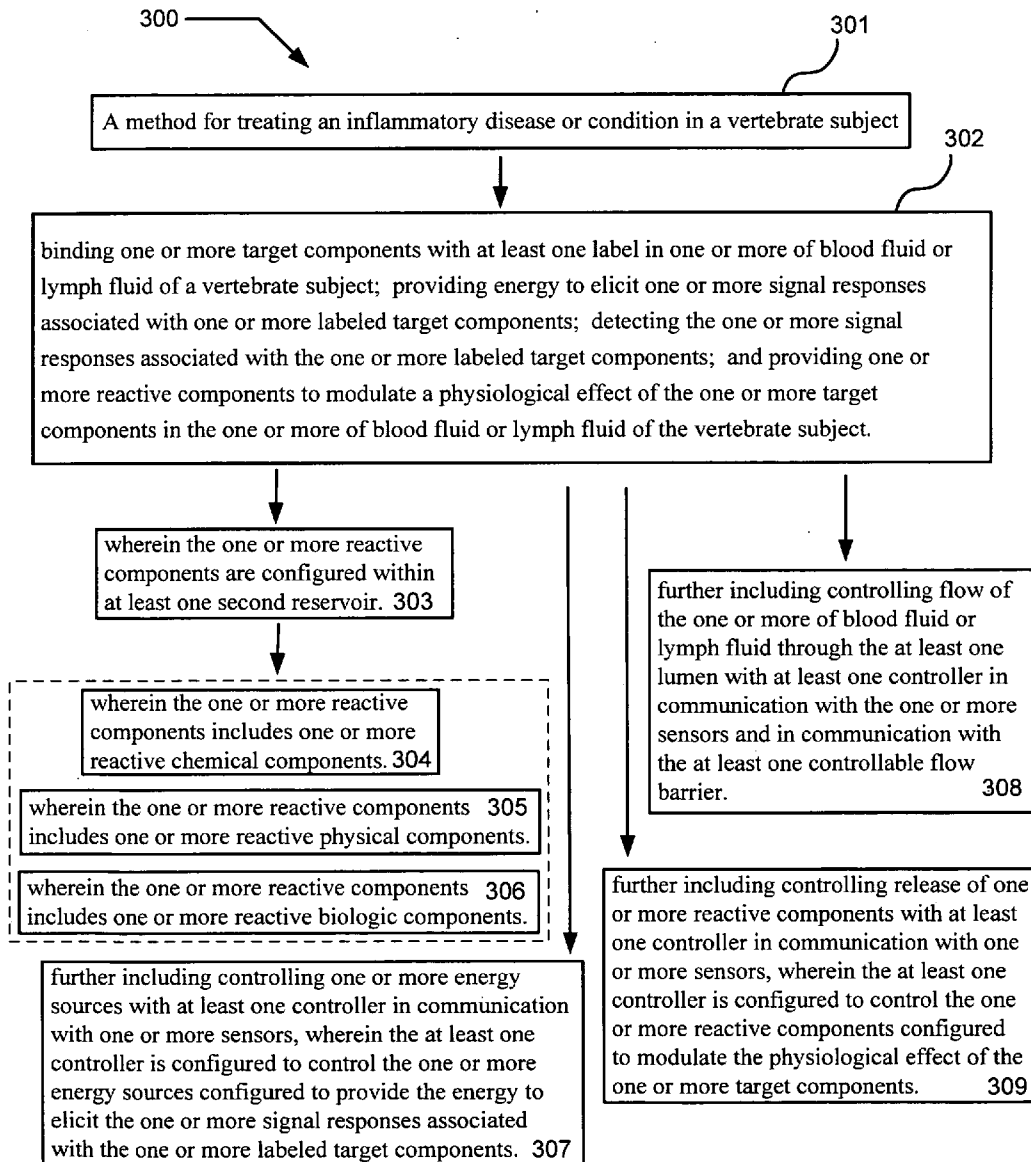 300
301
A method for treating an inflammatory disease or condition in a vertebrate subject
302
binding one or more target components with at least one label in one or more of blood fluid or
lymph fluid of a vertebrate subject; providing energy to elicit one or more signal responses
associated with one or more labeled target components; detecting the one or more signal
responses associated with the one or more labeled target components; and providing one or
more reactive components to modulate a physiological effect of the one or more target
components in the one or more of blood fluid or lymph fluid of the vertebrate subject.
wherein the one or more reactive
components are configured within
at least one second reservoir. 303
wherein the one or more reactive
components includes one or more
reactive chemical components. 304
wherein the one or more reactive components 305
includes one or more reactive physical components.
wherein the one or more reactive components 306
includes one or more reactive biologic components.
further including controlling one or more energy
sources with at least one controller in communication
with one or more sensors, wherein the at least one
controller is configured to control the one or more
energy sources configured to provide the energy to
elicit the one or more signal responses associated
with the one or more labeled target components. 307
further including controlling flow of
the one or more of blood fluid or
lymph fluid through the at least one
lumen with at least one controller in
communication with the one or more
sensors and in communication with
the at least one controllable flow
barrier. 308
further including controlling release of one
or more reactive components with at least
one controller in communication with one
or more sensors, wherein the at least one
controller is configured to control the one
or more reactive components configured
to modulate the physiological effect of the
one or more target components. 309